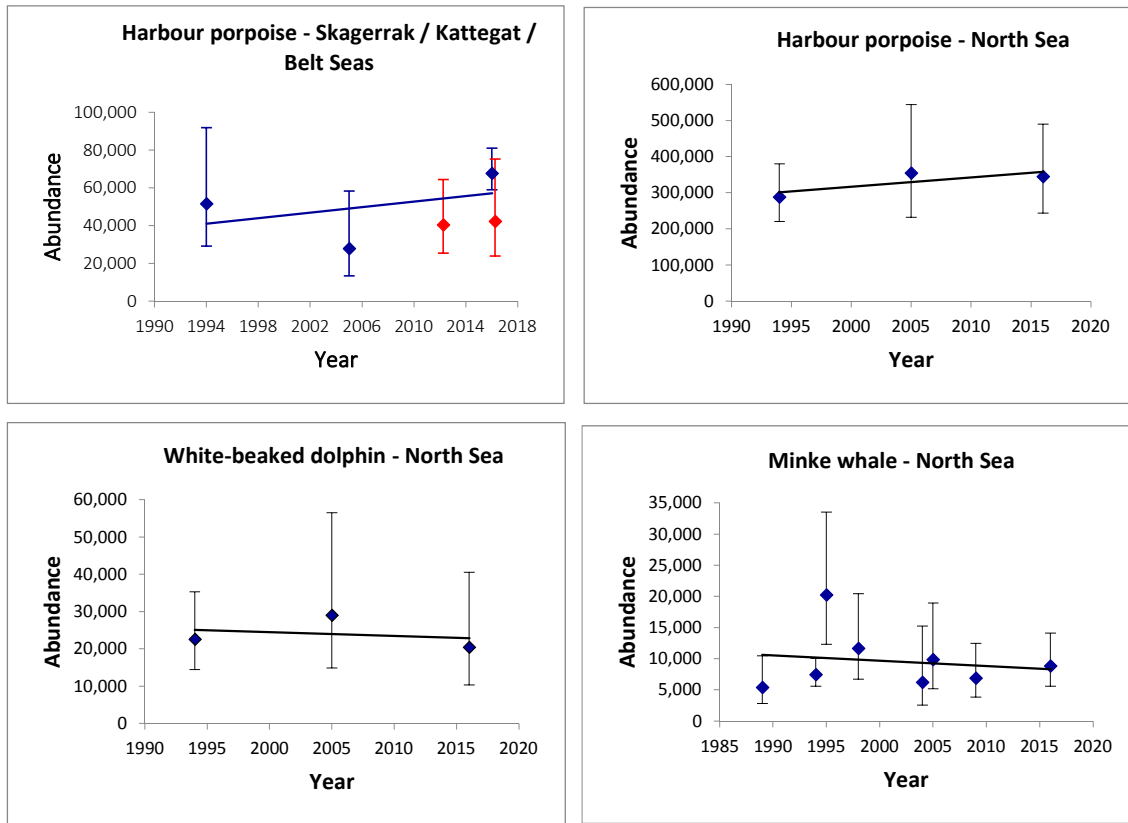 Harbour porpoise - Skagerrak / Kattegat /
Belt Seas
Abundance
100,000
80,000
60,000
40,000
20,000
0
1990 1994 1998 2002 2006 2010 2014 2018
Year
Harbour porpoise - North Sea
Abundance
600,000
500,000
400,000
300,000
200,000
100,000
0
1990 1995 2000 2005 2010 2015 2020
Year
White-beaked dolphin - North Sea
Abundance
60,000
50,000
40,000
30,000
20,000
10,000
0
1990 1995 2000 2005 2010 2015 2020
Year
Minke whale - North Sea
Abundance
35,000
30,000
25,000
20,000
15,000
10,000
5,000
0
1985 1990 1995 2000 2005 2010 2015 2020
Year